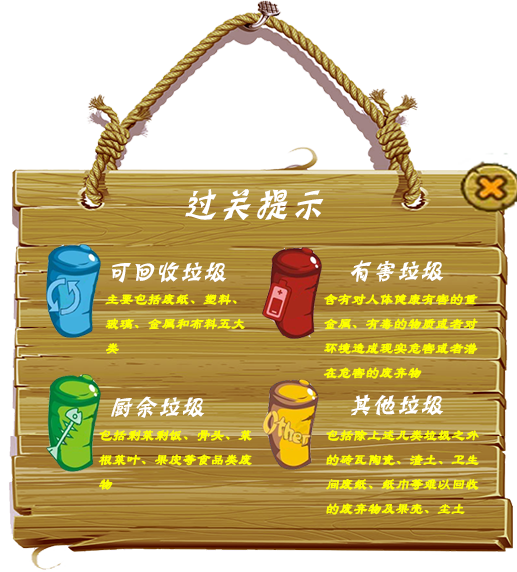 过关提示
可回收垃圾
主要包括废纸、塑料、
玻璃、金属和布料五大
类
有害垃圾
含有对人体健康有害的重
金属、有毒的物质或者对
环境造成现实危害或者潜
在危害的废弃物
厨余垃圾
包括剩菜剩饭、骨头、菜
根菜叶、果皮等食品类废
物
Other
其他垃圾
包括除上述几类垃圾之外
的砖瓦陶瓷、渣土、卫生
间废纸、纸巾等难以回收
的废弃物及果壳、尘土